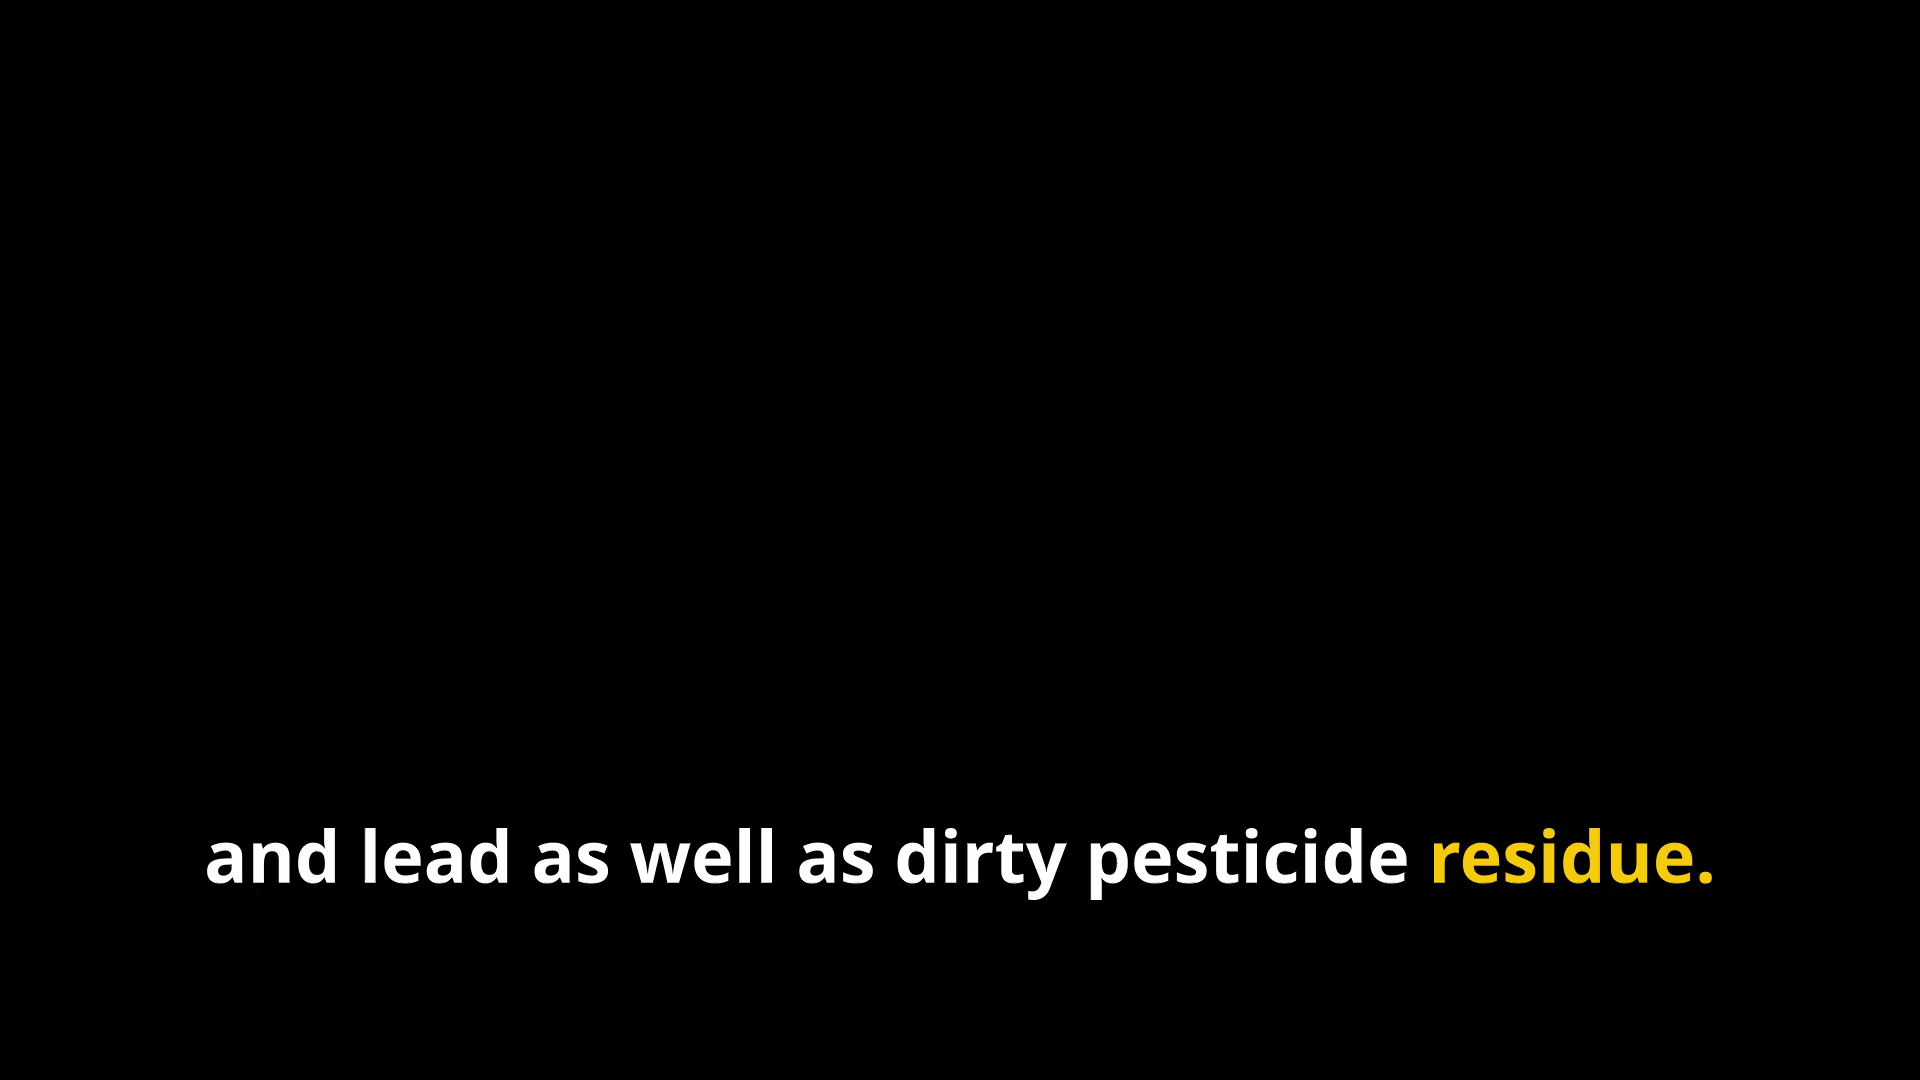 and lead as well as dirty pesticide residue.